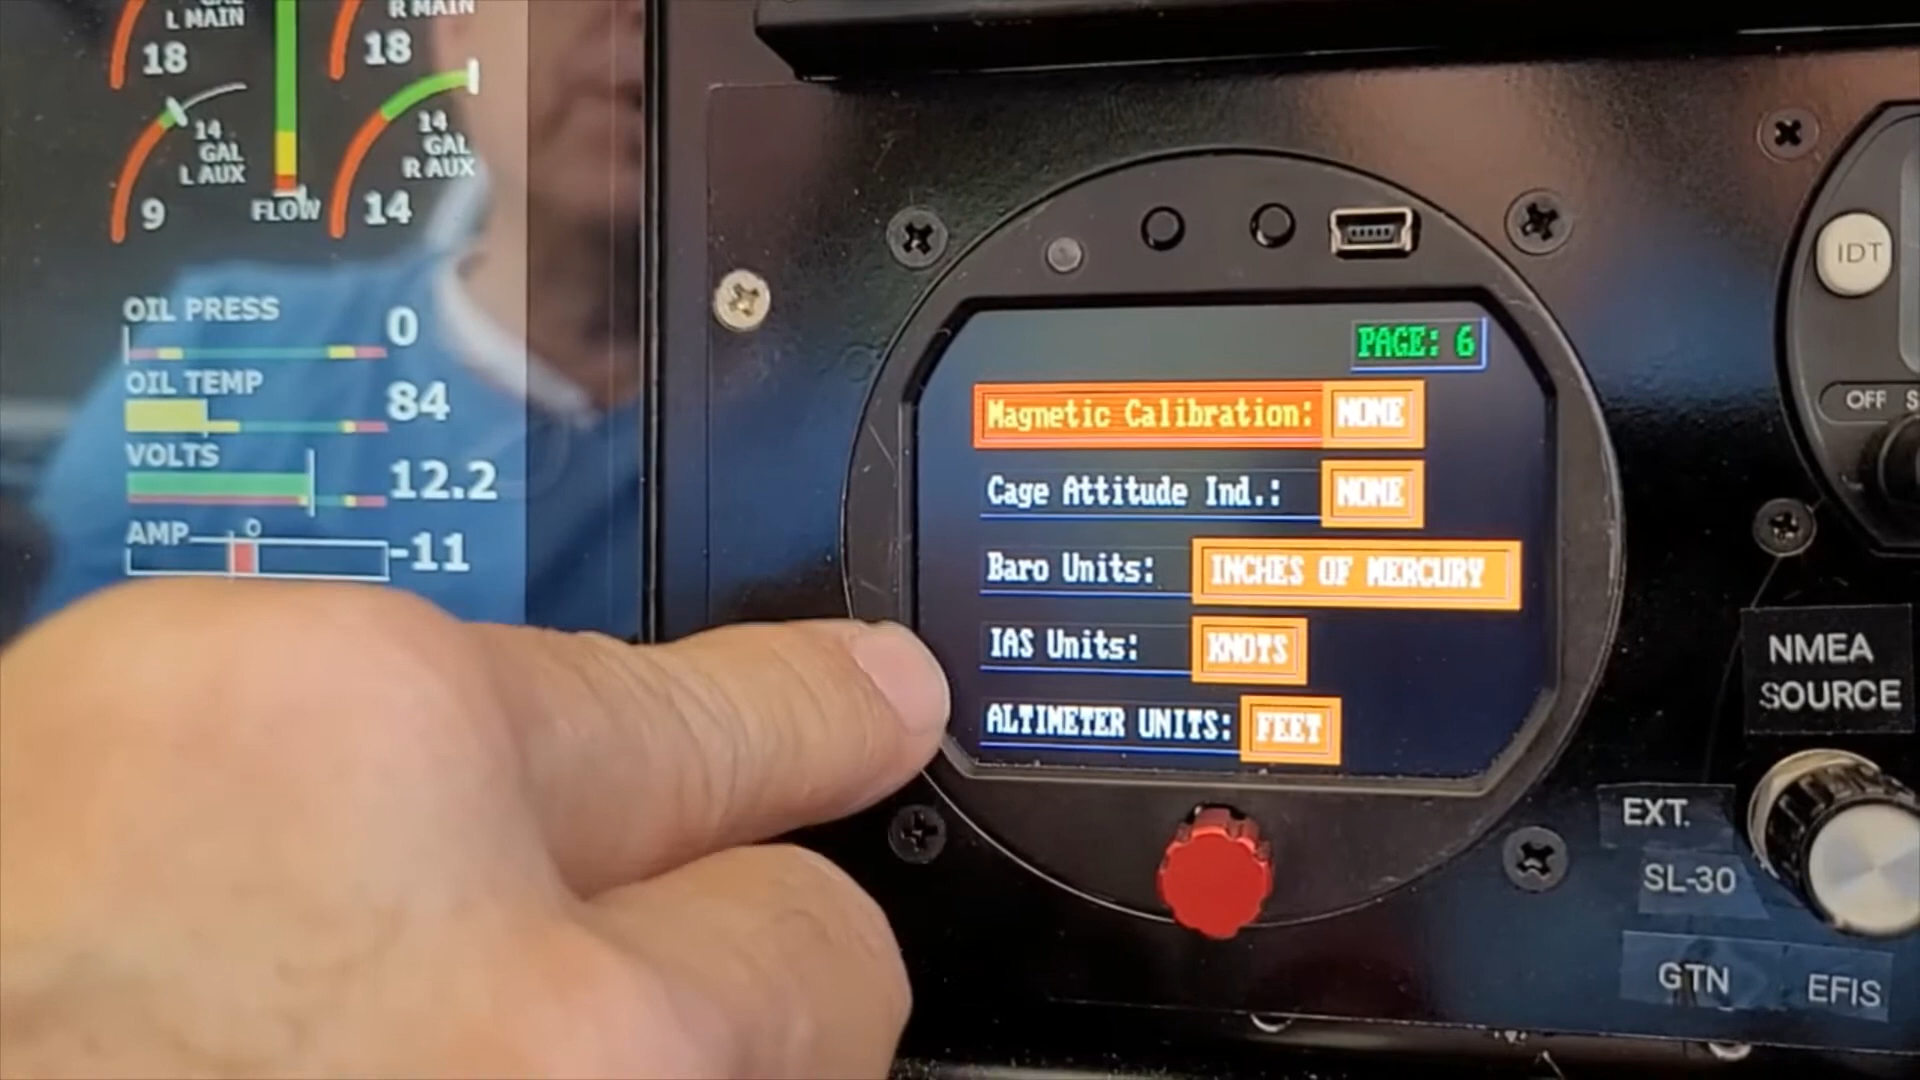 L MAIN
18
R MAIN
18
14
GAL
L AUX
9
FLOW
14
GAL
R AUX
14
OIL PRESS
0
OIL TEMP
84
VOLTS
12.2
AMP
0
-11
PAGE: 6
Magnetic Calibration: NONE
Cage Attitude Ind.: NONE
Baro Units: INCHES OF MERCURY
IAS Units: KNOTS
ALTIMETER UNITS: FEET
IDT
OFF
NMEA
SOURCE
EXT.
SL-30
GTN
EFIS